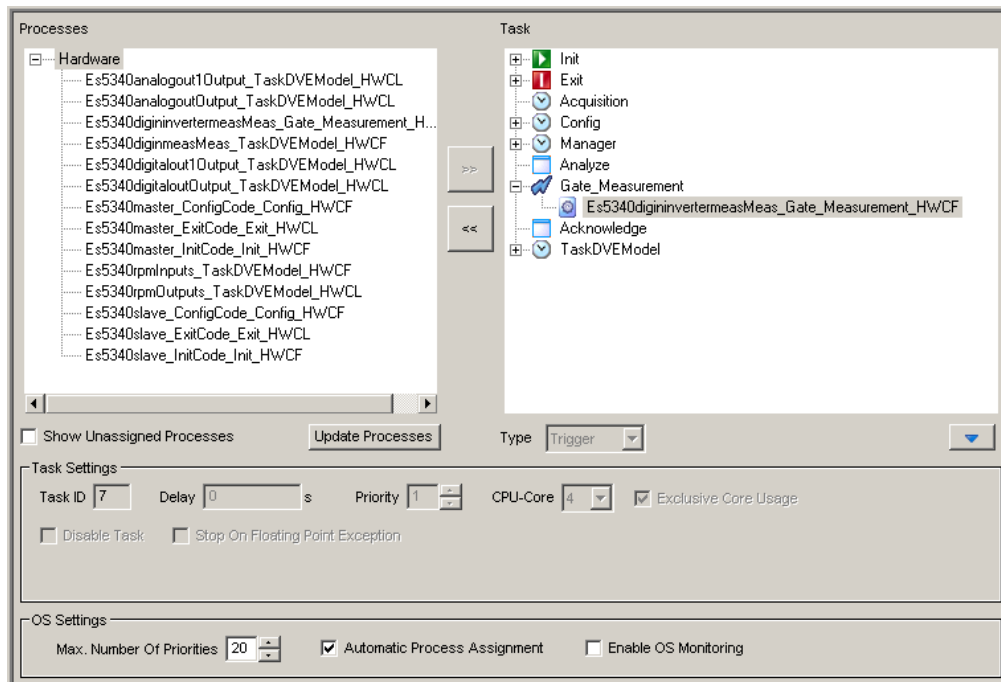 Processes
Hardware
Es5340analogout1Output_TaskDVEModel_HWCL
Es5340analogoutOutput_TaskDVEModel_HWCL
Es5340digininvertermeasMeas_Gate_Measurement_H...
Es5340diginmeasMeas_TaskDVEModel_HWCF
Es5340digitalout1Output_TaskDVEModel_HWCL
Es5340digitaloutOutput_TaskDVEModel_HWCL
Es5340master_ConfigCode_Config_HWCF
Es5340master_ExitCode_Exit_HWCL
Es5340master_InitCode_Init_HWCF
Es5340rpmInputs_TaskDVEModel_HWCF
Es5340rpmOutputs_TaskDVEModel_HWCL
Es5340slave_ConfigCode_Config_HWCF
Es5340slave_ExitCode_Exit_HWCL
Es5340slave_InitCode_Init_HWCF
Show Unassigned Processes
Update Processes
>>
<<
Task
Init
Exit
Acquisition
Config
Manager
Analyze
Gate_Measurement
Es5340digininvertermeasMeas_Gate_Measurement_HWCF
Acknowledge
TaskDVEModel
Type Trigger
Task Settings
Task ID 7 Delay 0 s Priority 1 CPU-Core 4 Exclusive Core Usage
Disable Task Stop On Floating Point Exception
OS Settings
Max. Number Of Priorities 20 Automatic Process Assignment Enable OS Monitoring